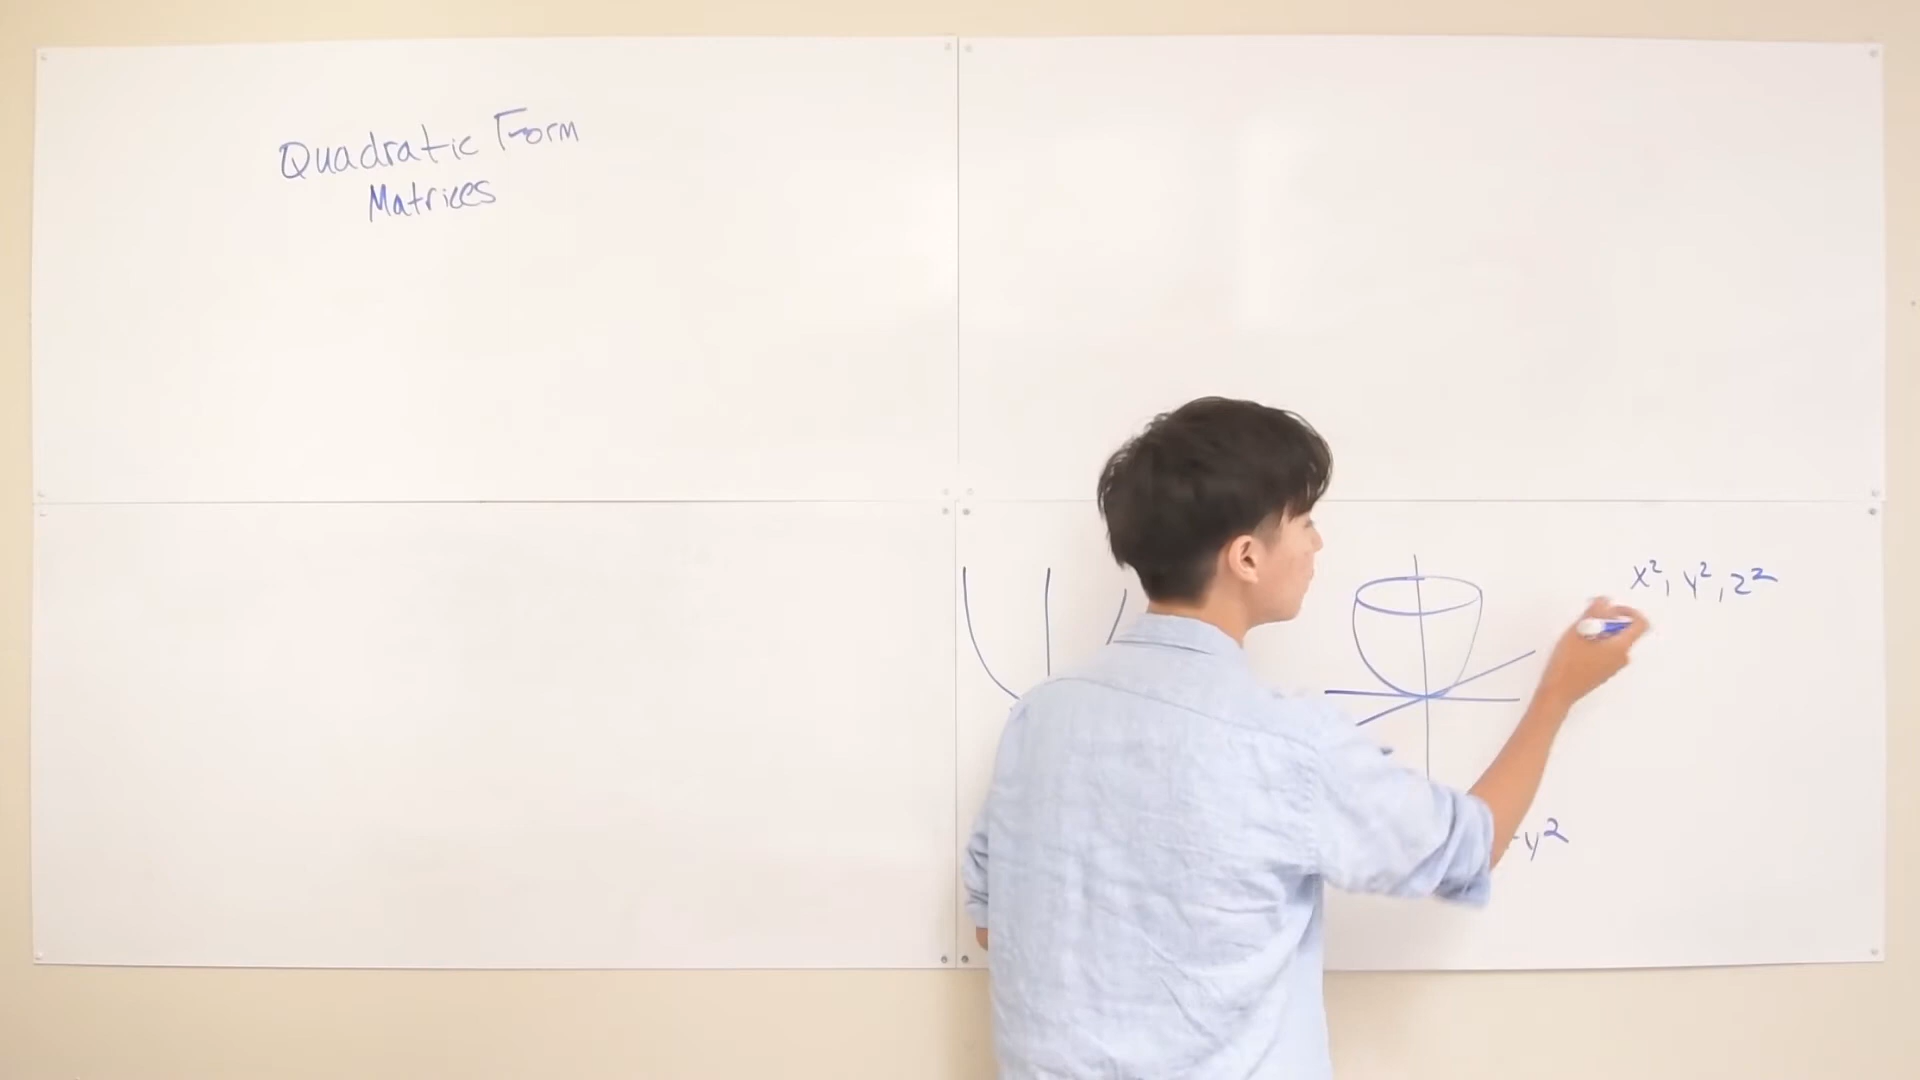 Quadratic Form
Matrices
x², y², z²
y²